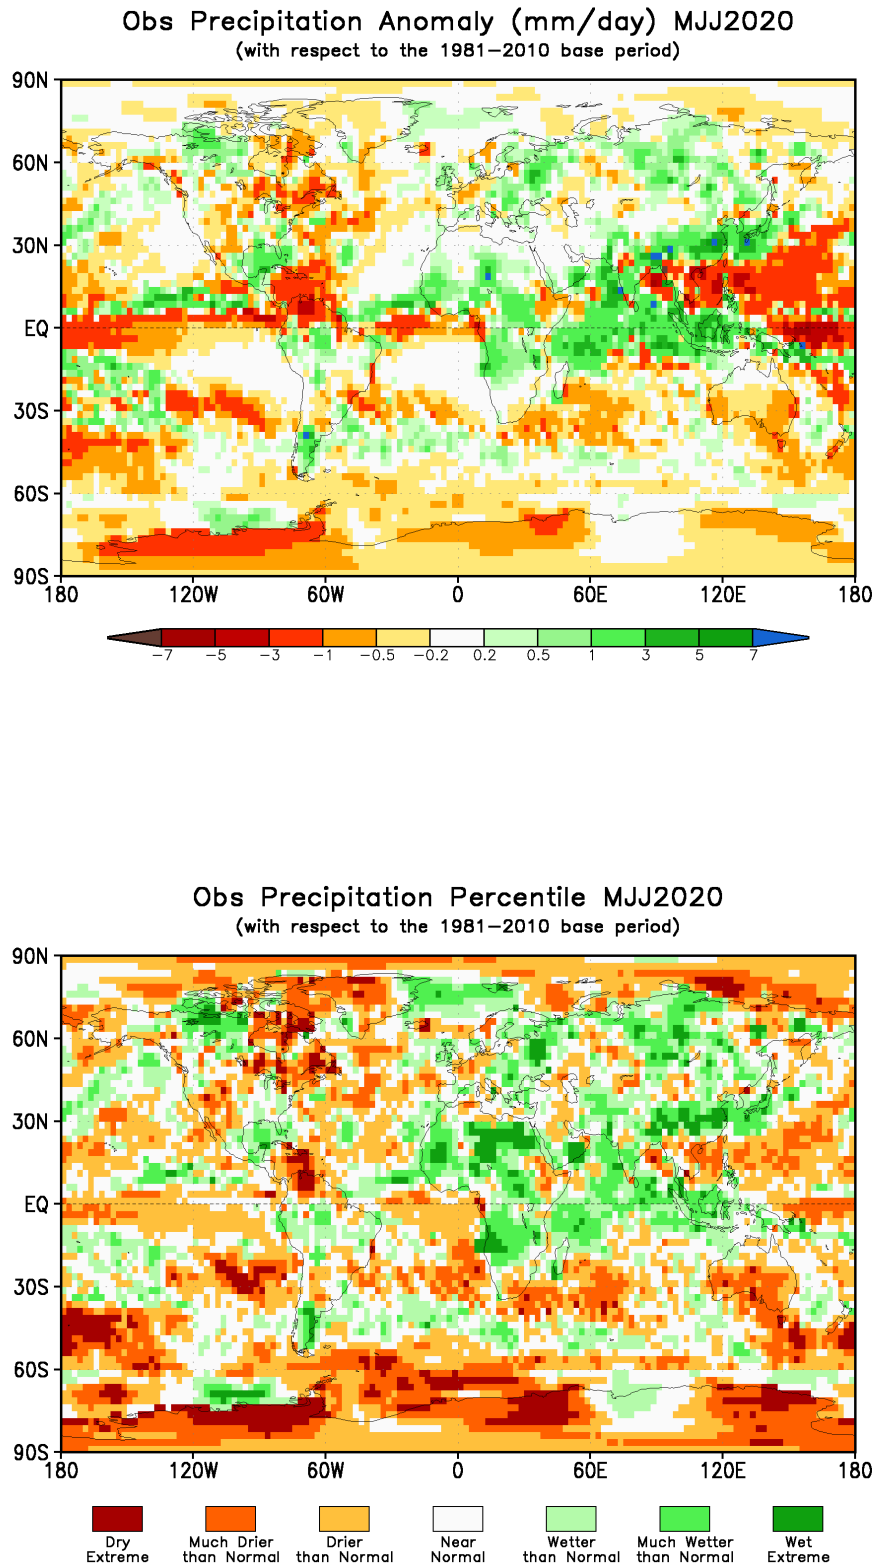 Obs Precipitation Anomaly (mm/day) MJJ2020
(with respect to the 1981−2010 base period)
90N
60N
30N
EQ
30S
60S
90S
180 120W 60W 0 60E 120E 180
−7 −5 −3 −1 −0.5 −0.2 0.2 0.5 1 3 5 7
Obs Precipitation Percentile MJJ2020
(with respect to the 1981−2010 base period)
90N
60N
30N
EQ
30S
60S
90S
180 120W 60W 0 60E 120E 180
Dry Much Drier Drier Near Wetter Much Wetter Wet
Extreme than Normal than Normal Normal than Normal than Normal Extreme